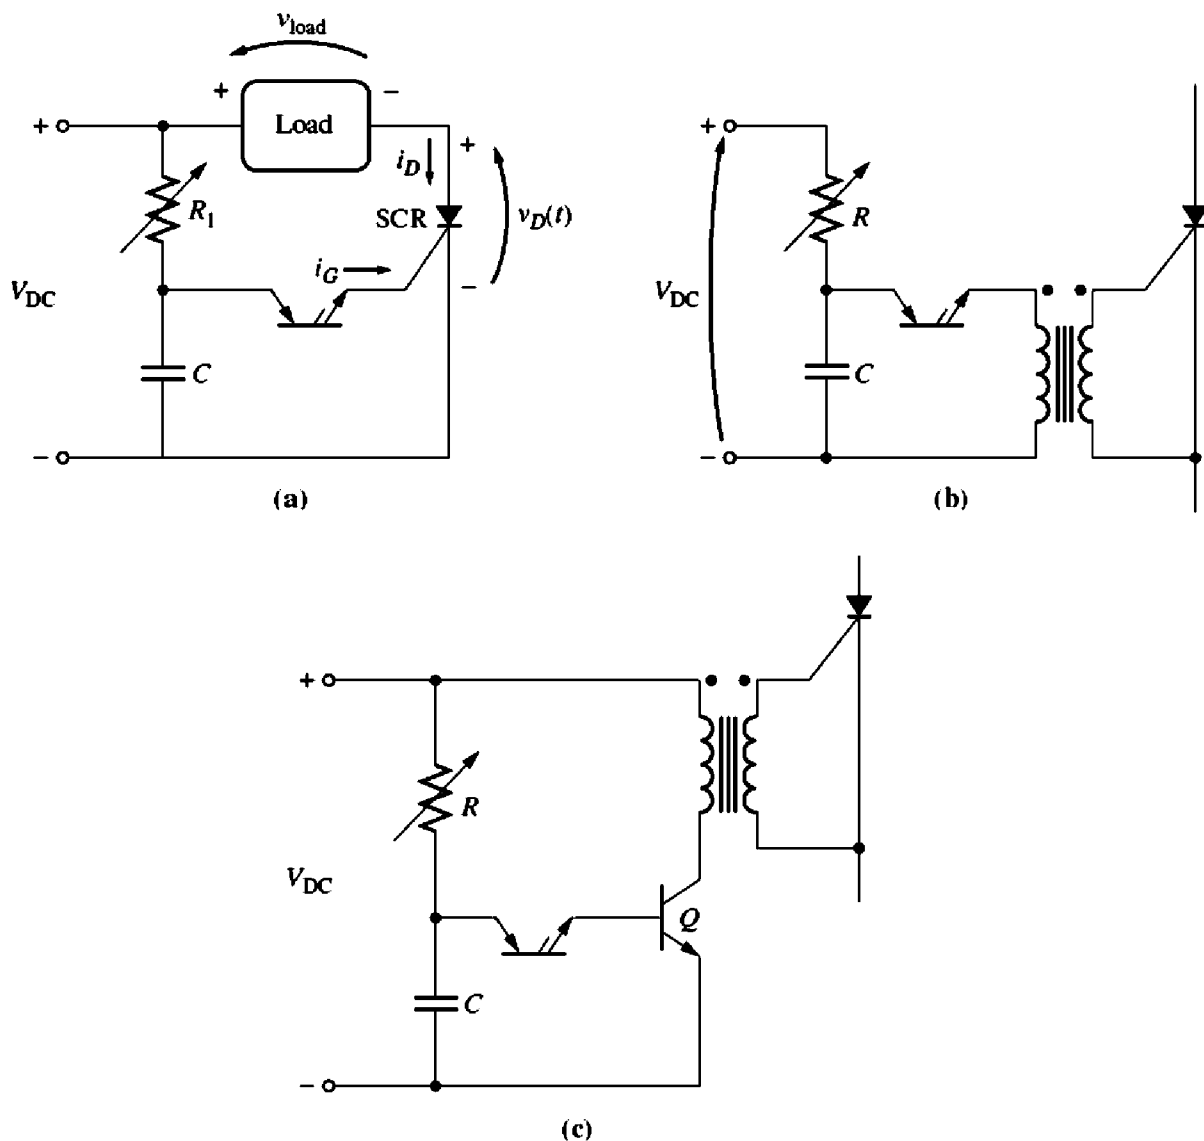 v_load
+ −
+ Load
i_D +
R_1 SCR v_D(t)
i_G −
V_DC
C
−
(a)
+
R
V_DC
C
−
(b)
+
R
V_DC
Q
C
−
(c)